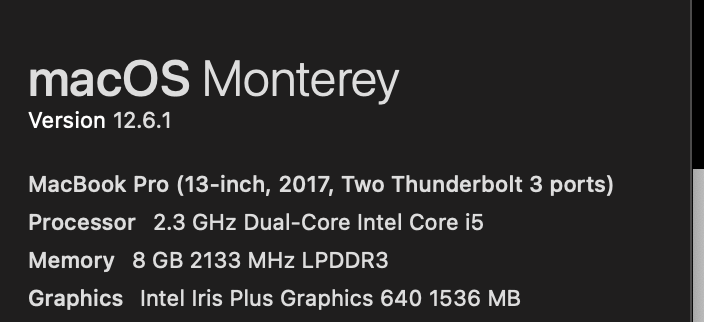 macOS Monterey
Version 12.6.1
MacBook Pro (13-inch, 2017, Two Thunderbolt 3 ports)
Processor 2.3 GHz Dual-Core Intel Core i5
Memory 8 GB 2133 MHz LPDDR3
Graphics Intel Iris Plus Graphics 640 1536 MB